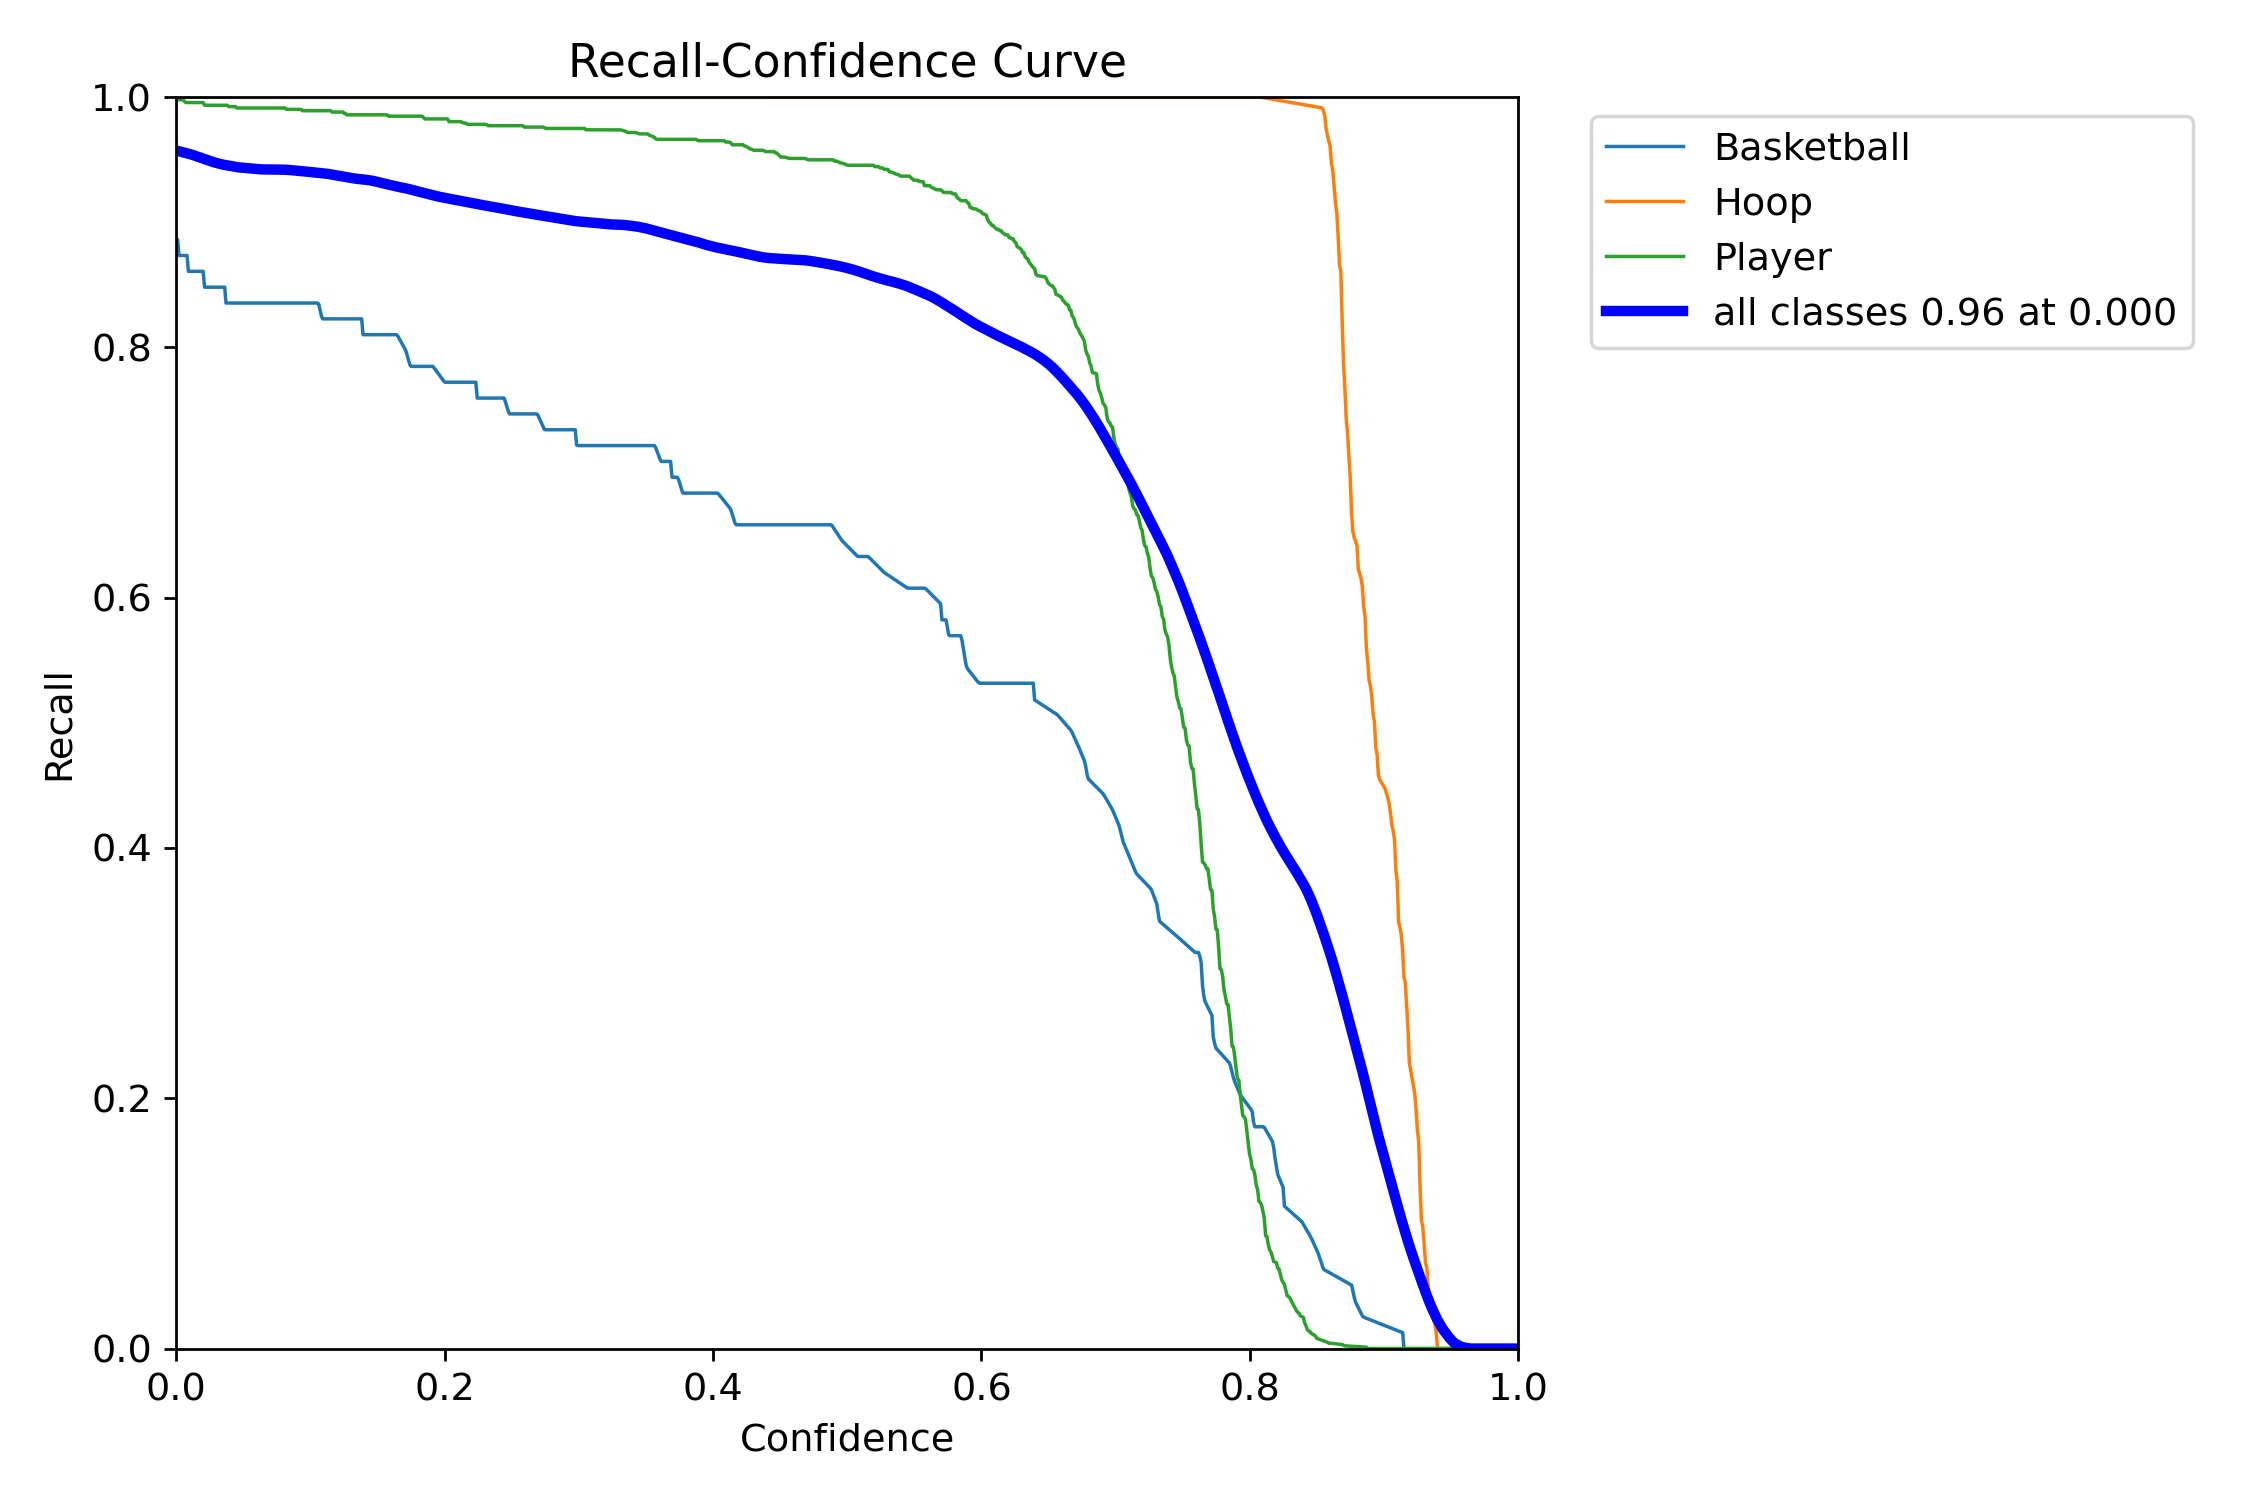 Recall-Confidence Curve
1.0
0.8
0.6
0.4
0.2
0.0
Recall
0.0 0.2 0.4 0.6 0.8 1.0
Confidence
Basketball
Hoop
Player
all classes 0.96 at 0.000